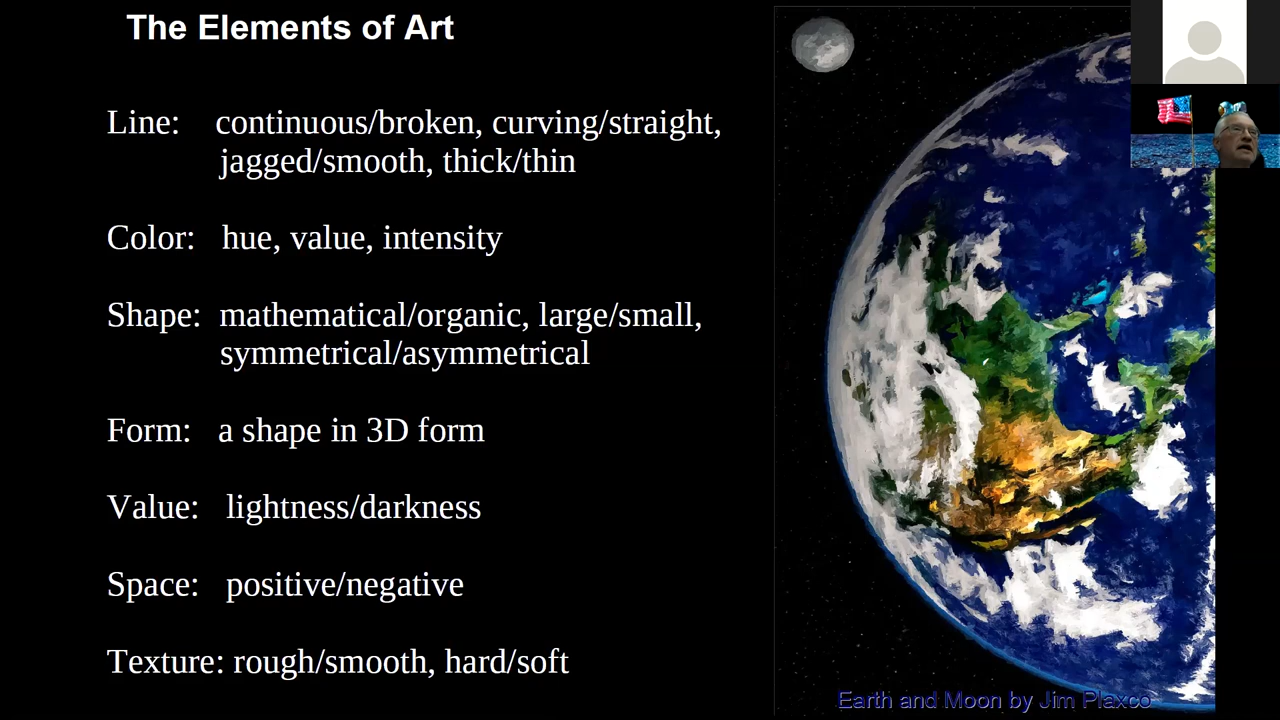 The Elements of Art
Line: continuous/broken, curving/straight,
jagged/smooth, thick/thin
Color: hue, value, intensity
Shape: mathematical/organic, large/small,
symmetrical/asymmetrical
Form: a shape in 3D form
Value: lightness/darkness
Space: positive/negative
Texture: rough/smooth, hard/soft
Earth and Moon by Jim Plaxco